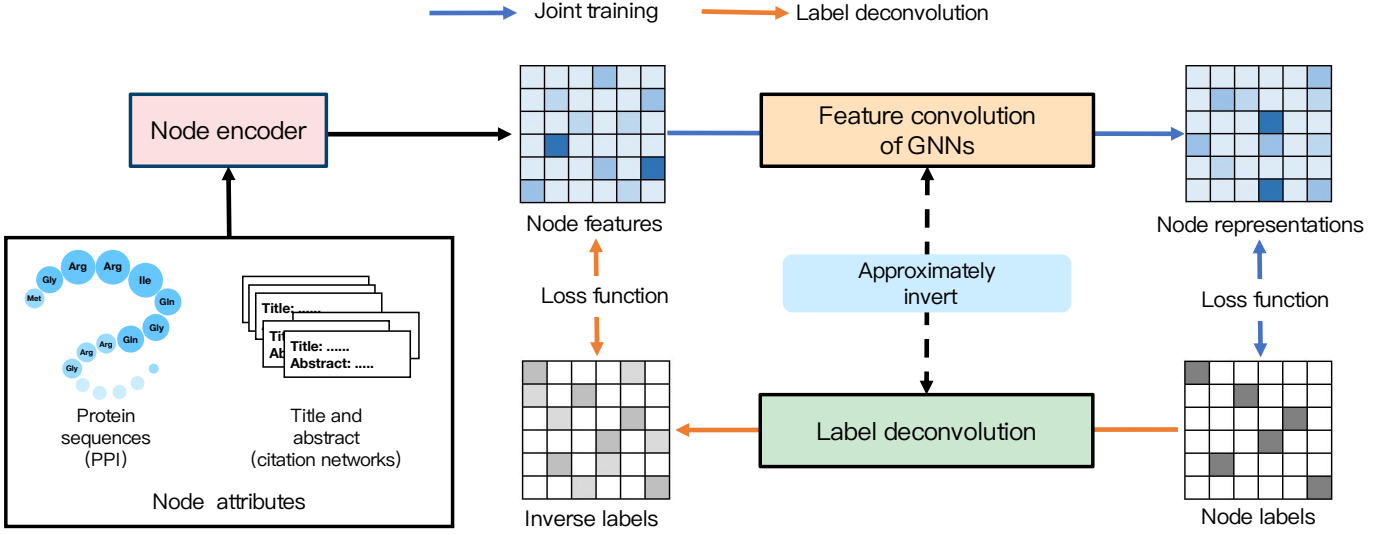 Joint training
Label deconvolution
Node encoder
Feature convolution
of GNNs
Node features
Node representations
Arg
Arg
Ile
Gly
Met
Gln
Gly
Gln
Arg
Arg
Gly
Title: ......
Tit
Ab
Title: ......
Abstract: .....
Loss function
Approximately
invert
Loss function
Protein
sequences
(PPI)
Title and
abstract
(citation networks)
Label deconvolution
Node attributes
Inverse labels
Node labels